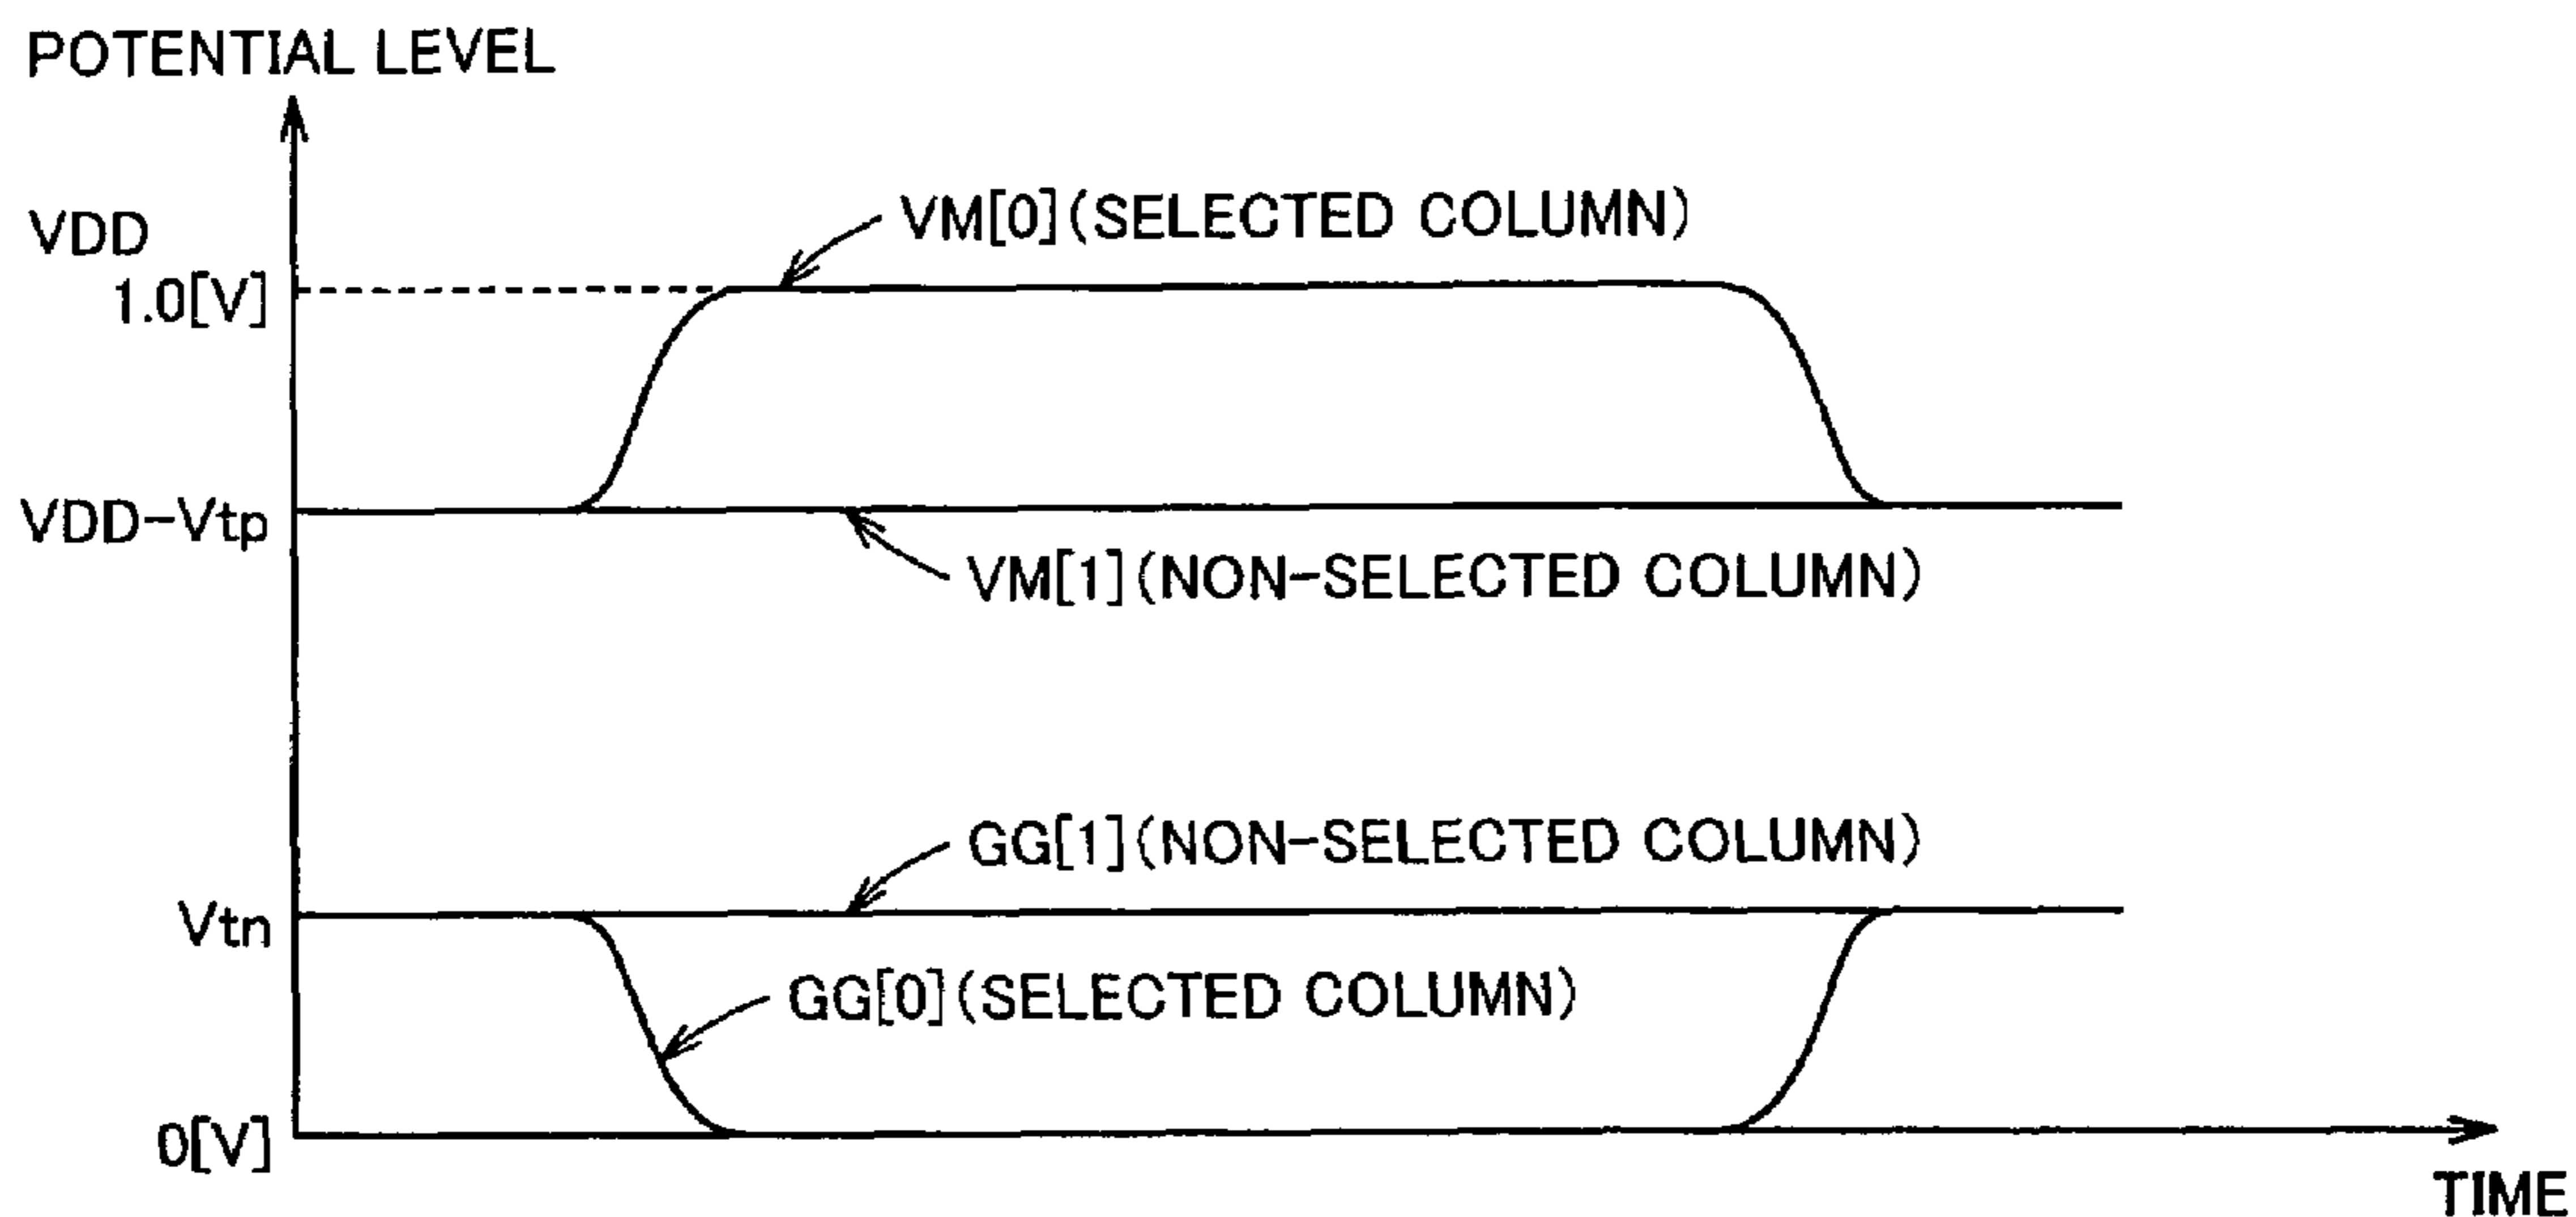 POTENTIAL LEVEL
VDD
1.0[V]
VM[0](SELECTED COLUMN)
VDD-Vtp
VM[1](NON-SELECTED COLUMN)
GG[1](NON-SELECTED COLUMN)
Vtn
GG[0](SELECTED COLUMN)
0[V]
TIME